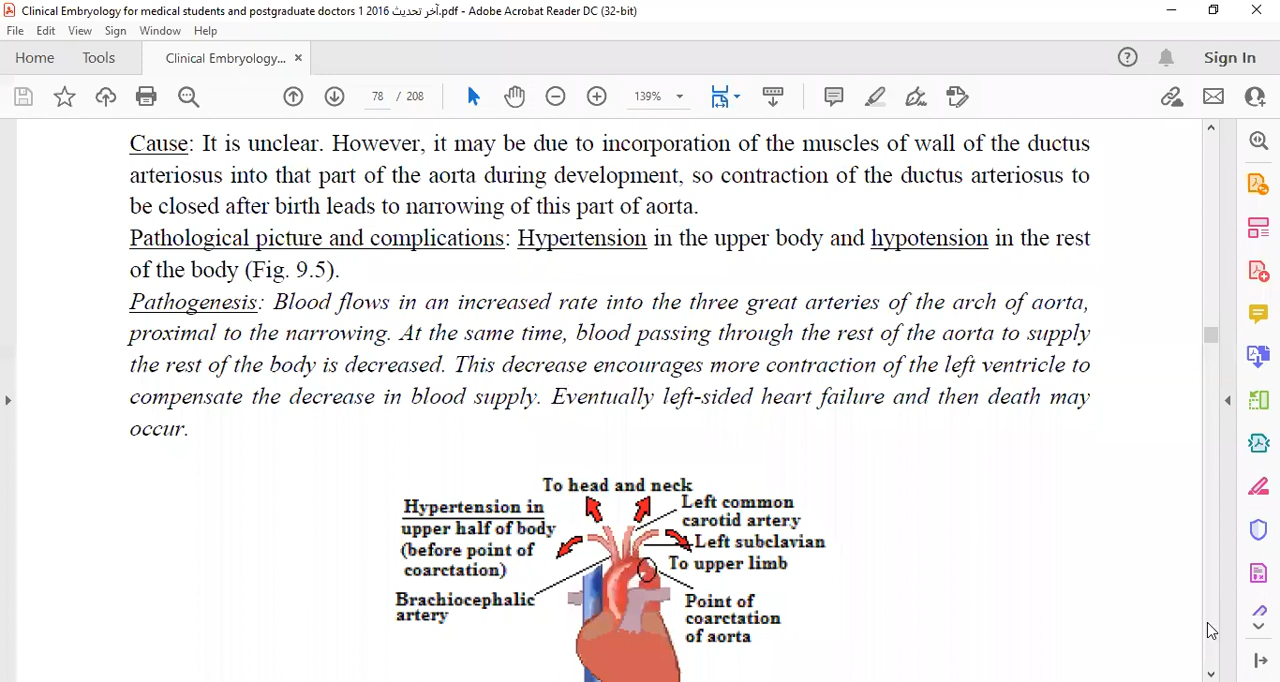 Clinical Embryology for medical students and postgraduate doctors 1 2016 آخر تحديث.pdf - Adobe Acrobat Reader DC (32-bit)
File Edit View Sign Window Help
Home Tools Clinical Embryology... × Sign In
78 / 208 139%
Cause: It is unclear. However, it may be due to incorporation of the muscles of wall of the ductus
arteriosus into that part of the aorta during development, so contraction of the ductus arteriosus to
be closed after birth leads to narrowing of this part of aorta.
Pathological picture and complications: Hypertension in the upper body and hypotension in the rest
of the body (Fig. 9.5).
Pathogenesis: Blood flows in an increased rate into the three great arteries of the arch of aorta,
proximal to the narrowing. At the same time, blood passing through the rest of the aorta to supply
the rest of the body is decreased. This decrease encourages more contraction of the left ventricle to
compensate the decrease in blood supply. Eventually left-sided heart failure and then death may
occur.
To head and neck
Hypertension in
upper half of body
(before point of
coarctation)
Brachiocephalic
artery
Left common
carotid artery
Left subclavian
To upper limb
Point of
coarctation
of aorta